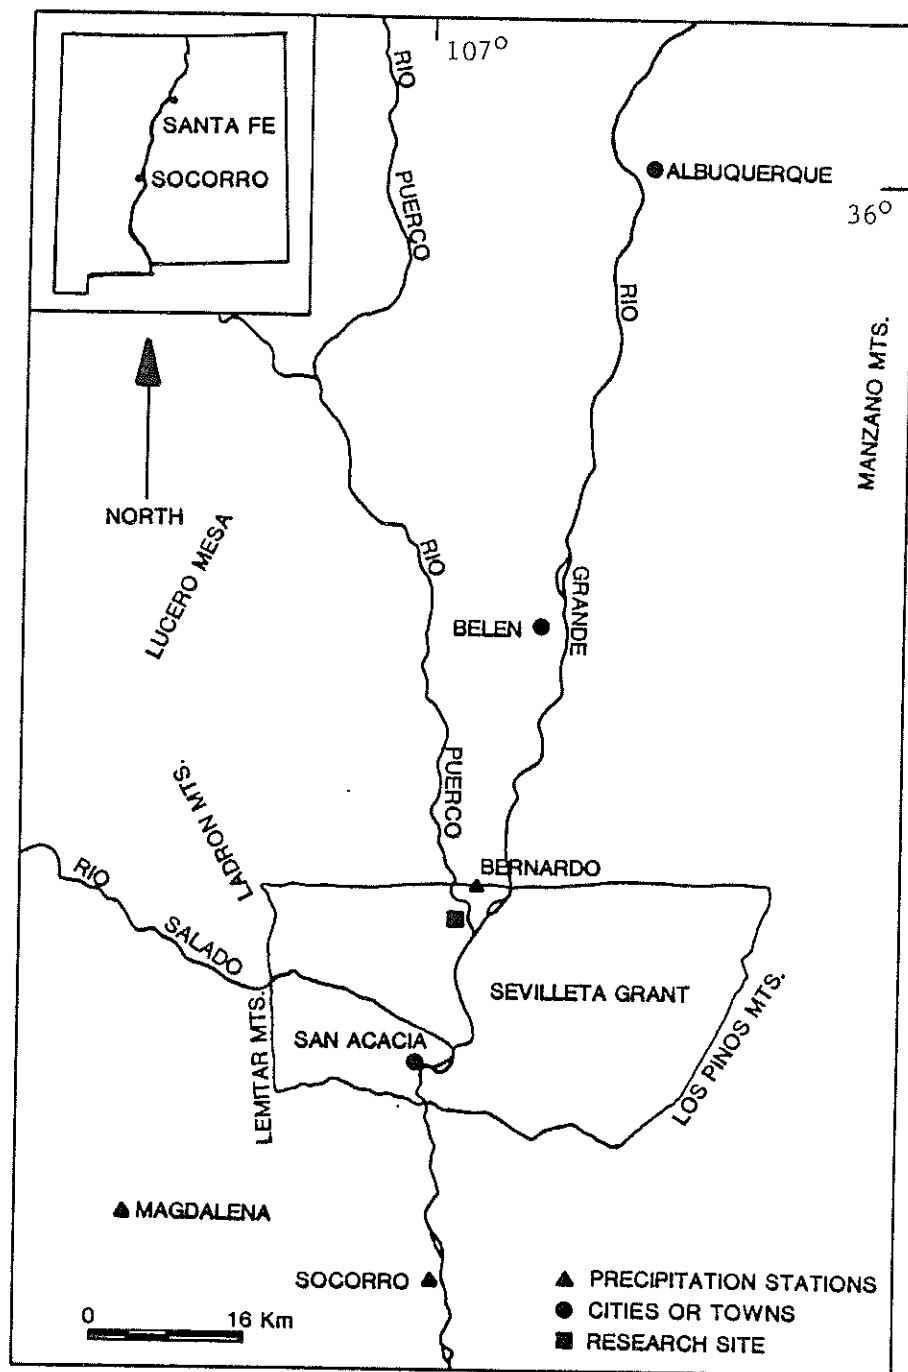 107°
RIO
SANTA FE
SOCORRO
PUERCO
ALBUQUERQUE
36°
RIO
MANZANO MTS.
NORTH
LUCERO MESA
RIO
GRANDE
BELEN
PUERCO
LADRON MTS.
BERNARDO
RIO
SALADO
SEVILLETA GRANT
LEMITAR MTS.
SAN ACACIA
LOS PINOS MTS.
MAGDALENA
SOCORRO
PRECIPITATION STATIONS
CITIES OR TOWNS
RESEARCH SITE
0 16 Km